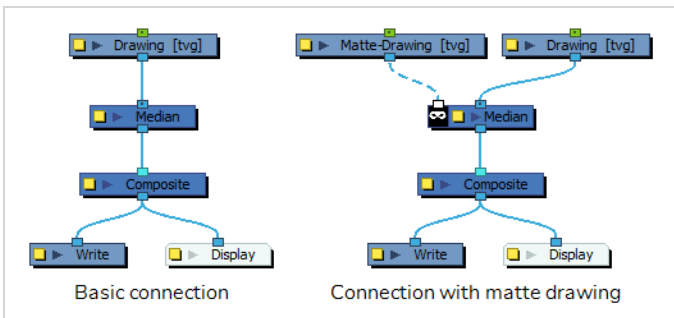 Drawing [tvg]
Median
Composite
Write
Display
Basic connection
Matte-Drawing [tvg]
Drawing [tvg]
Median
Composite
Write
Display
Connection with matte drawing